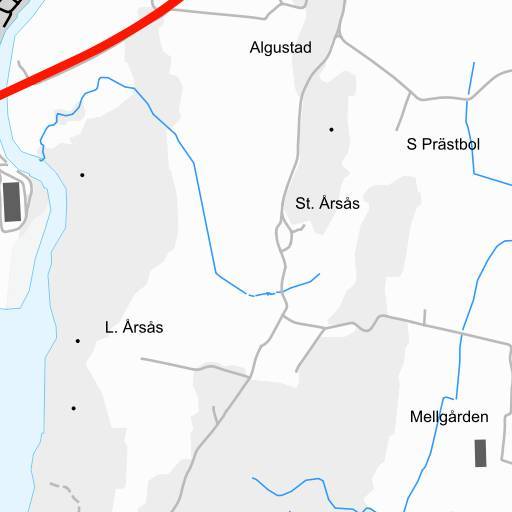 Algustad
S Prästbol
St. Årsås
L. Årsås
Mellgården